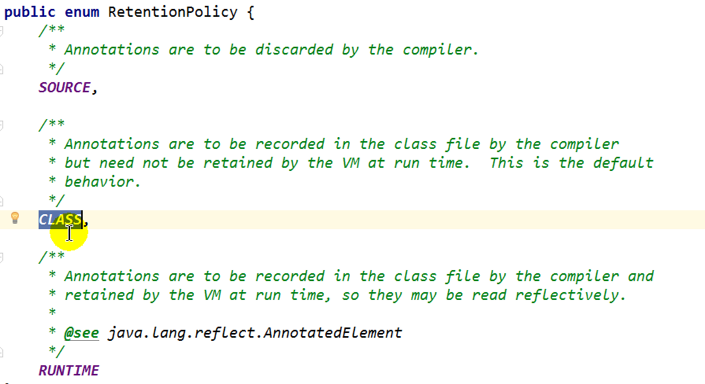 public enum RetentionPolicy {
/**
* Annotations are to be discarded by the compiler.
*/
SOURCE,
/**
* Annotations are to be recorded in the class file by the compiler
* but need not be retained by the VM at run time.  This is the default
* behavior.
*/
CLASS,
/**
* Annotations are to be recorded in the class file by the compiler and
* retained by the VM at run time, so they may be read reflectively.
*
* @see java.lang.reflect.AnnotatedElement
*/
RUNTIME